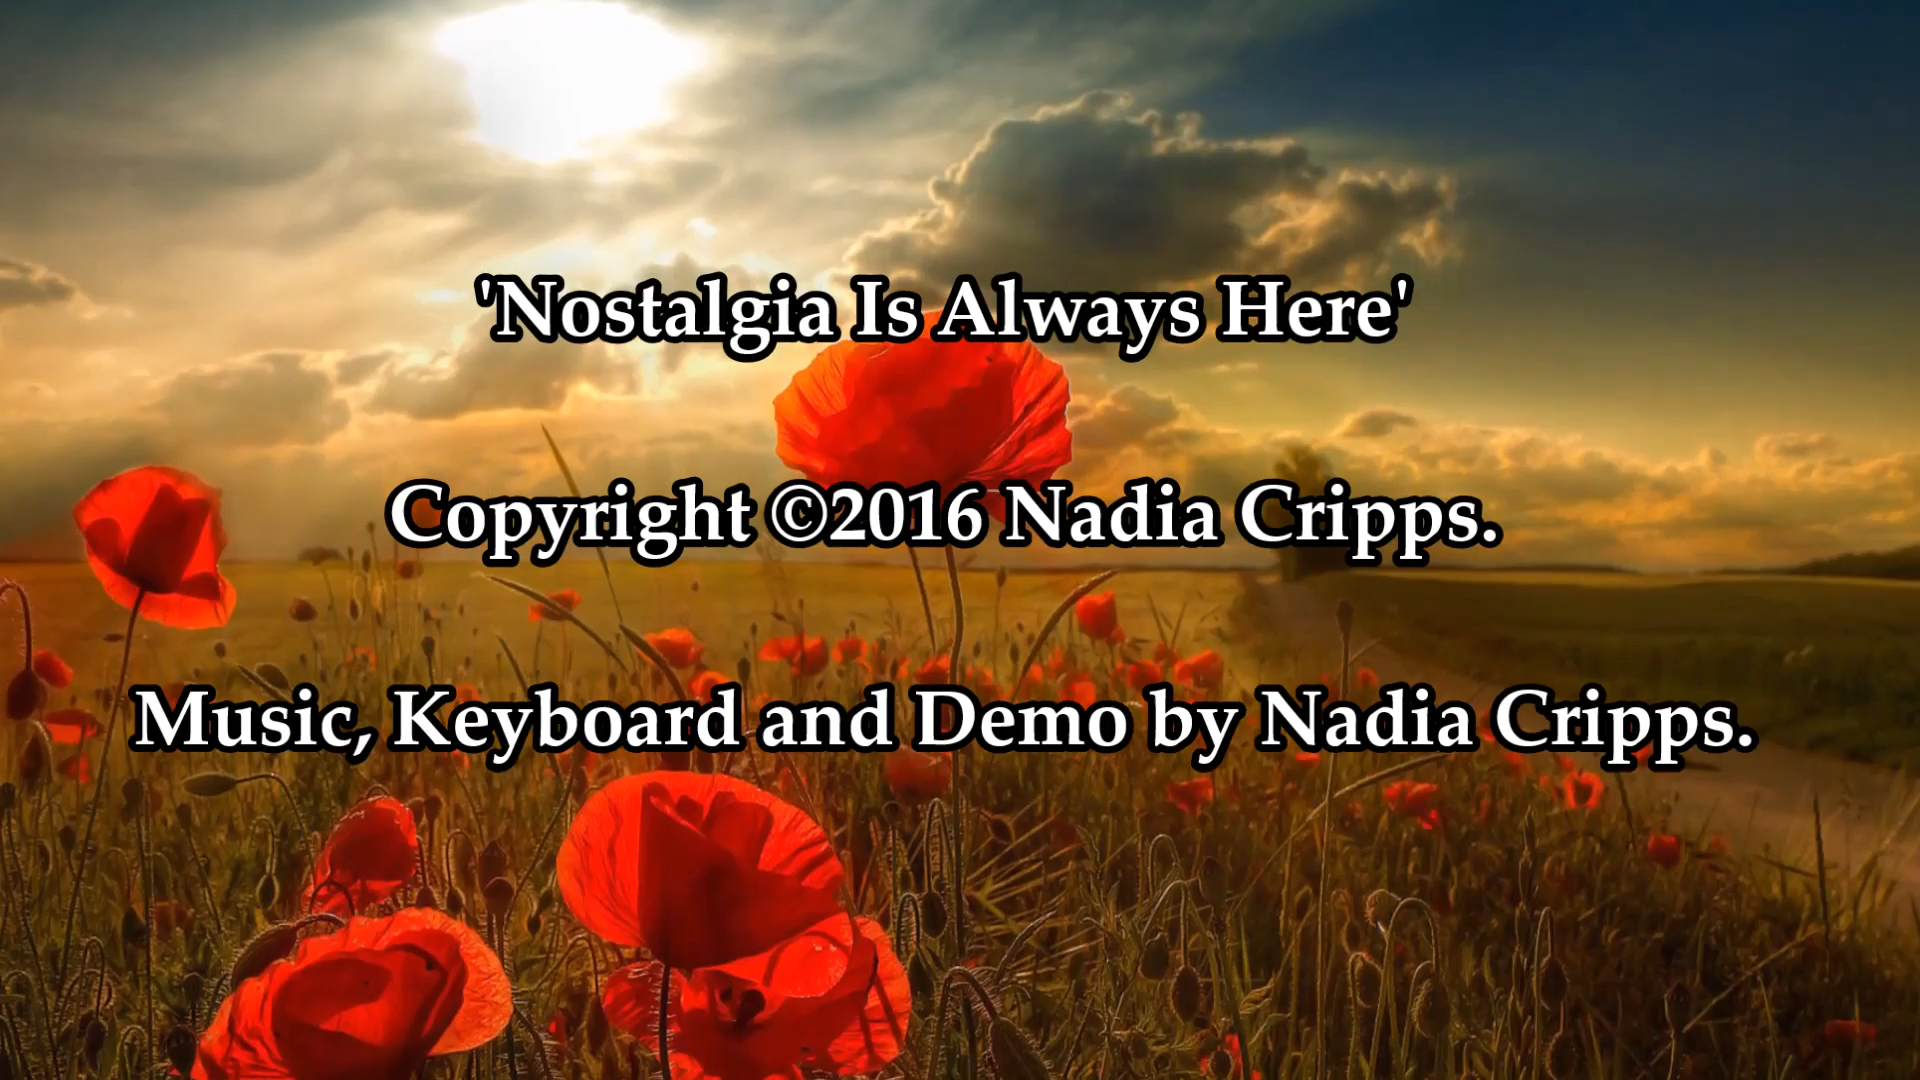 'Nostalgia Is Always Here'
Copyright ©2016 Nadia Cripps.
Music, Keyboard and Demo by Nadia Cripps.